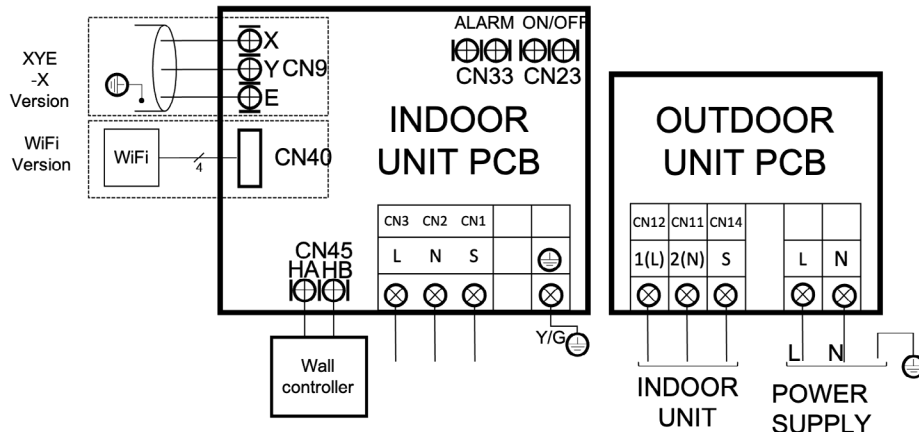 XYE
-X
Version
X
Y CN9
E
ALARM ON/OFF
CN33 CN23
WiFi
Version
WiFi
4
CN40
INDOOR
UNIT PCB
CN3 CN2 CN1
L N S
CN45
HA HB
Y/G
Wall
controller
OUTDOOR
UNIT PCB
CN12 CN11 CN14
1(L) 2(N) S L N
L N
INDOOR
UNIT
POWER
SUPPLY